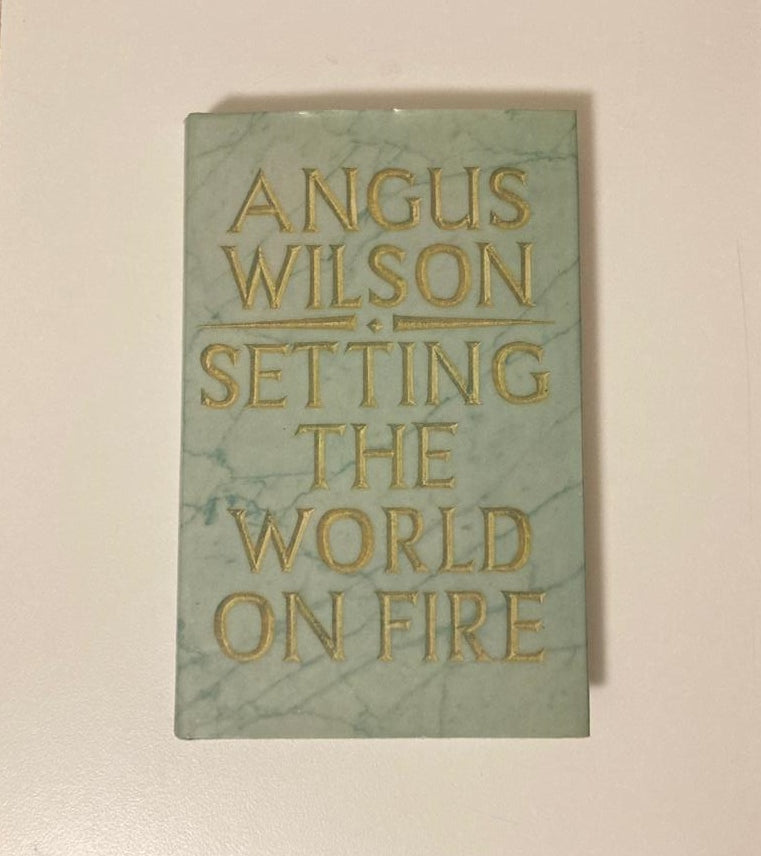 ANGUS
WILSON
SETTING
THE
WORLD
ON FIRE